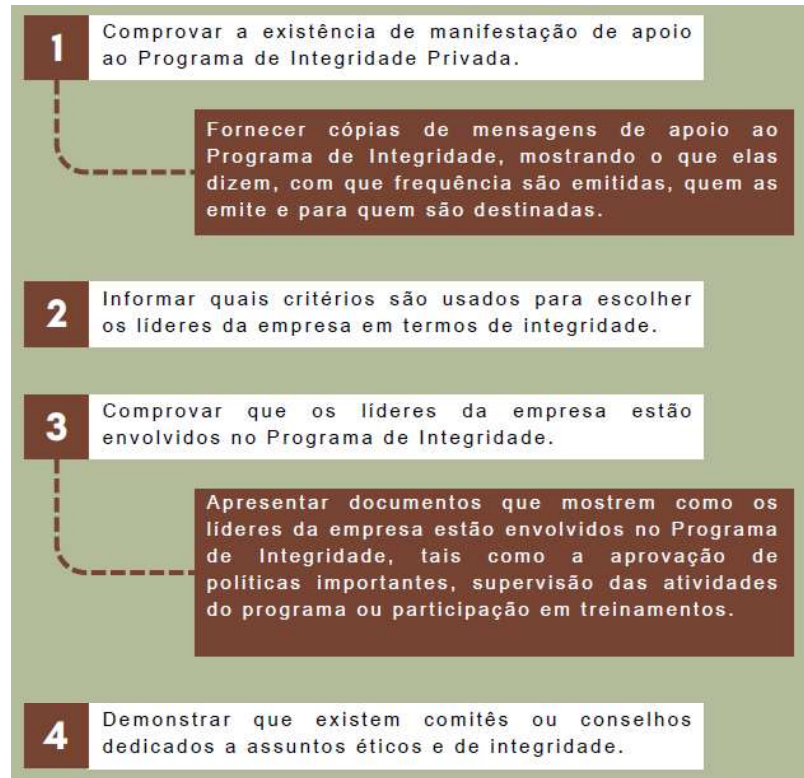 1
Comprovar a existência de manifestação de apoio
ao Programa de Integridade Privada.
Fornecer cópias de mensagens de apoio ao
Programa de Integridade, mostrando o que elas
dizem, com que frequência são emitidas, quem as
emite e para quem são destinadas.
2
Informar quais critérios são usados para escolher
os líderes da empresa em termos de integridade.
3
Comprovar que os líderes da empresa estão
envolvidos no Programa de Integridade.
Apresentar documentos que mostrem como os
líderes da empresa estão envolvidos no Programa
de Integridade, tais como a aprovação de
políticas importantes, supervisão das atividades
do programa ou participação em treinamentos.
4
Demonstrar que existem comitês ou conselhos
dedicados a assuntos éticos e de integridade.